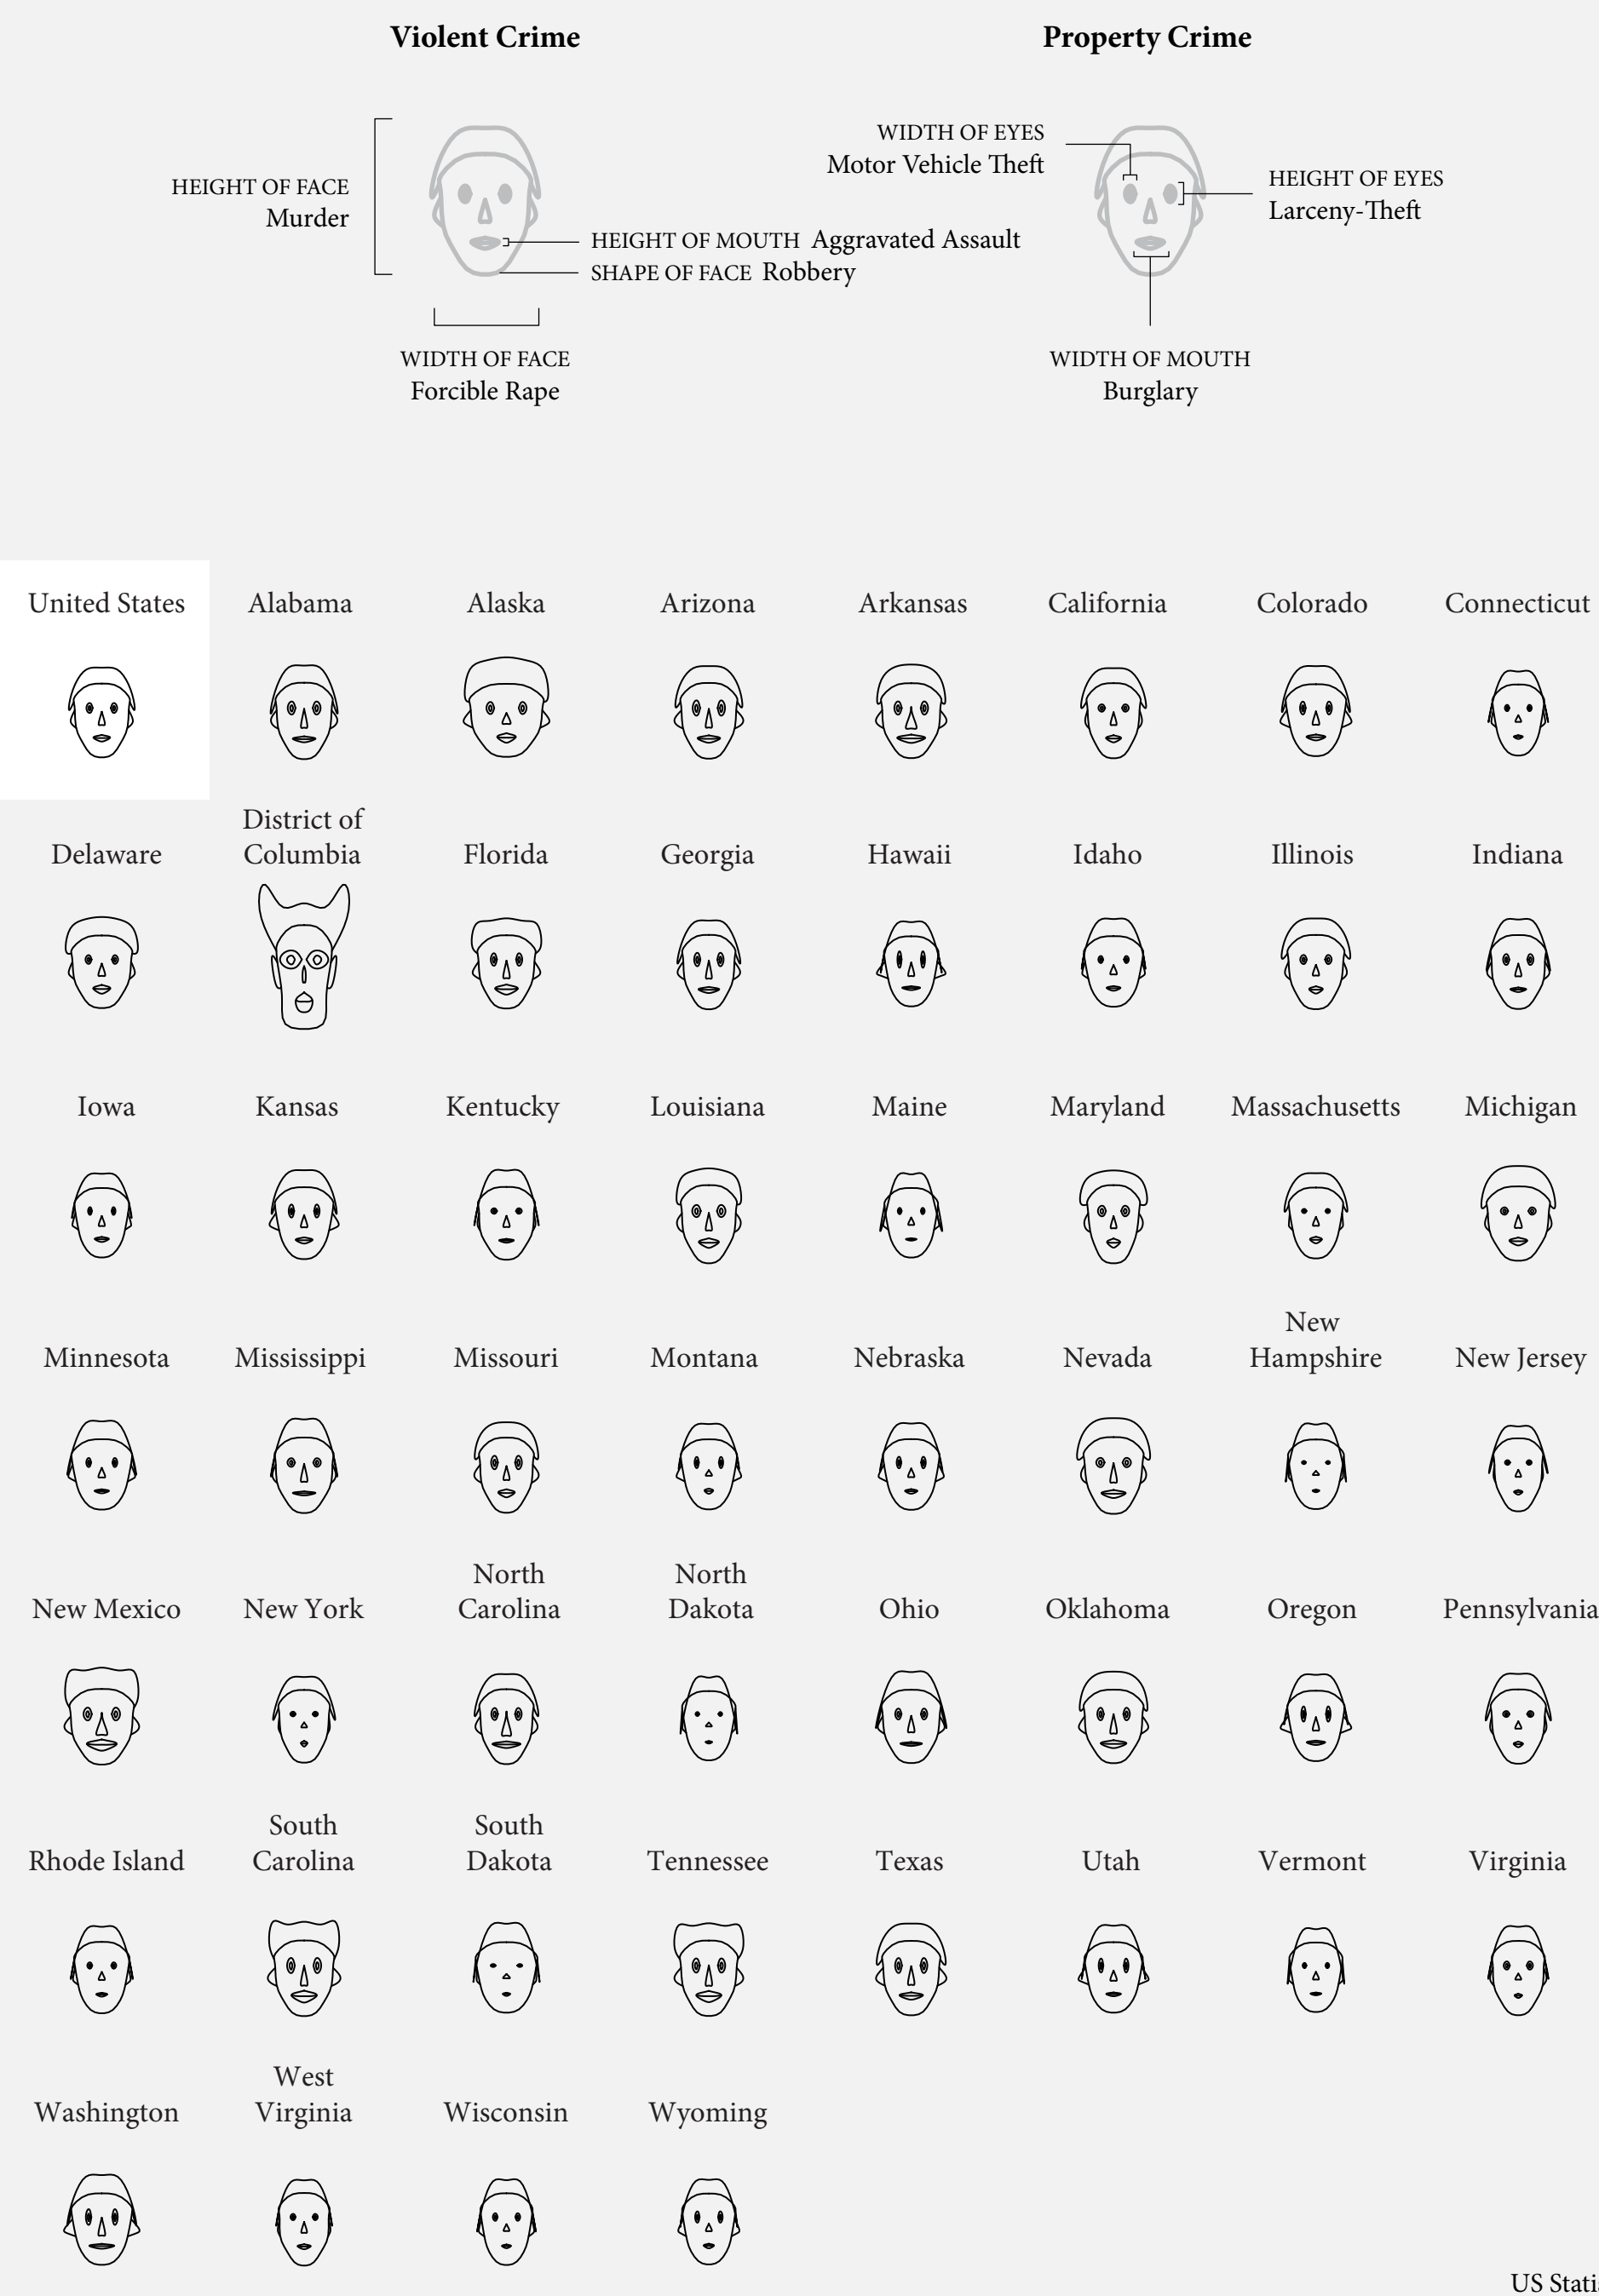 Violent Crime
Property Crime
HEIGHT OF FACE
Murder
HEIGHT OF MOUTH Aggravated Assault
SHAPE OF FACE Robbery
WIDTH OF FACE
Forcible Rape
WIDTH OF EYES
Motor Vehicle Theft
HEIGHT OF EYES
Larceny-Theft
WIDTH OF MOUTH
Burglary
United States
Alabama
Alaska
Arizona
Arkansas
California
Colorado
Connecticut
Delaware
District of
Columbia
Florida
Georgia
Hawaii
Idaho
Illinois
Indiana
Iowa
Kansas
Kentucky
Louisiana
Maine
Maryland
Massachusetts
Michigan
Minnesota
Mississippi
Missouri
Montana
Nebraska
Nevada
New
Hampshire
New Jersey
New Mexico
New York
North
Carolina
North
Dakota
Ohio
Oklahoma
Oregon
Pennsylvania
Rhode Island
South
Carolina
South
Dakota
Tennessee
Texas
Utah
Vermont
Virginia
Washington
West
Virginia
Wisconsin
Wyoming
US